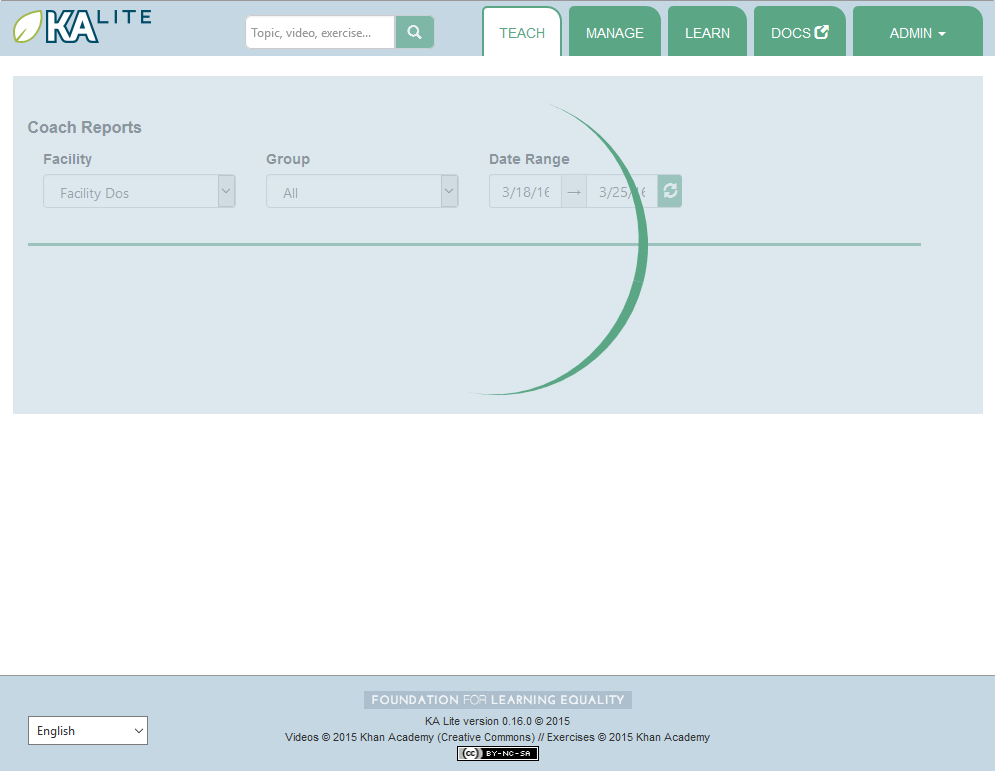 KA LITE
Topic, video, exercise...
TEACH
MANAGE
LEARN
DOCS
ADMIN
Coach Reports
Facility
Group
Date Range
Facility Dos
All
3/18/16
→
3/25/16
FOUNDATION FOR LEARNING EQUALITY
KA Lite version 0.16.0 © 2015
English
Videos © 2015 Khan Academy (Creative Commons) // Exercises © 2015 Khan Academy
cc BY-NC-SA